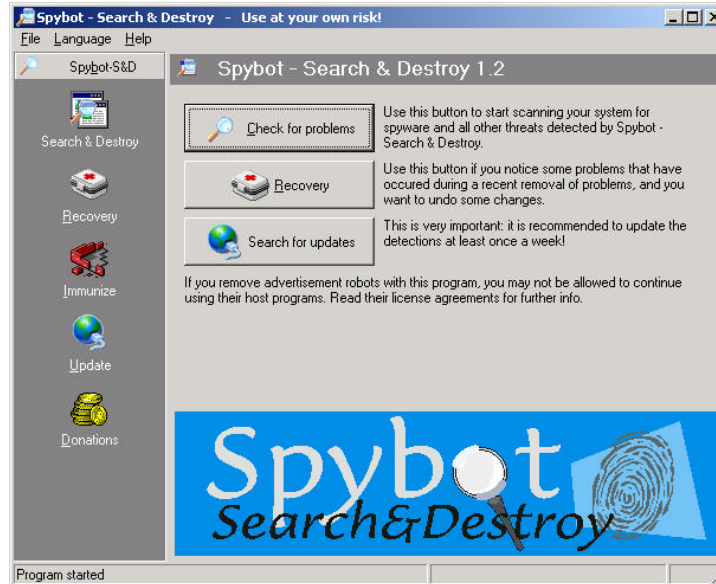 Spybot - Search & Destroy - Use at your own risk!
File Language Help
Spybot-S&D
Search & Destroy
Recovery
Immunize
Update
Donations
Spybot - Search & Destroy 1.2
Check for problems
Use this button to start scanning your system for
spyware and all other threats detected by Spybot -
Search & Destroy.
Recovery
Use this button if you notice some problems that have
occured during a recent removal of problems, and you
want to undo some changes.
Search for updates
This is very important: it is recommended to update the
detections at least once a week!
If you remove advertisement robots with this program, you may not be allowed to continue
using their host programs. Read their license agreements for further info.
Spybot
Search&Destroy
Program started